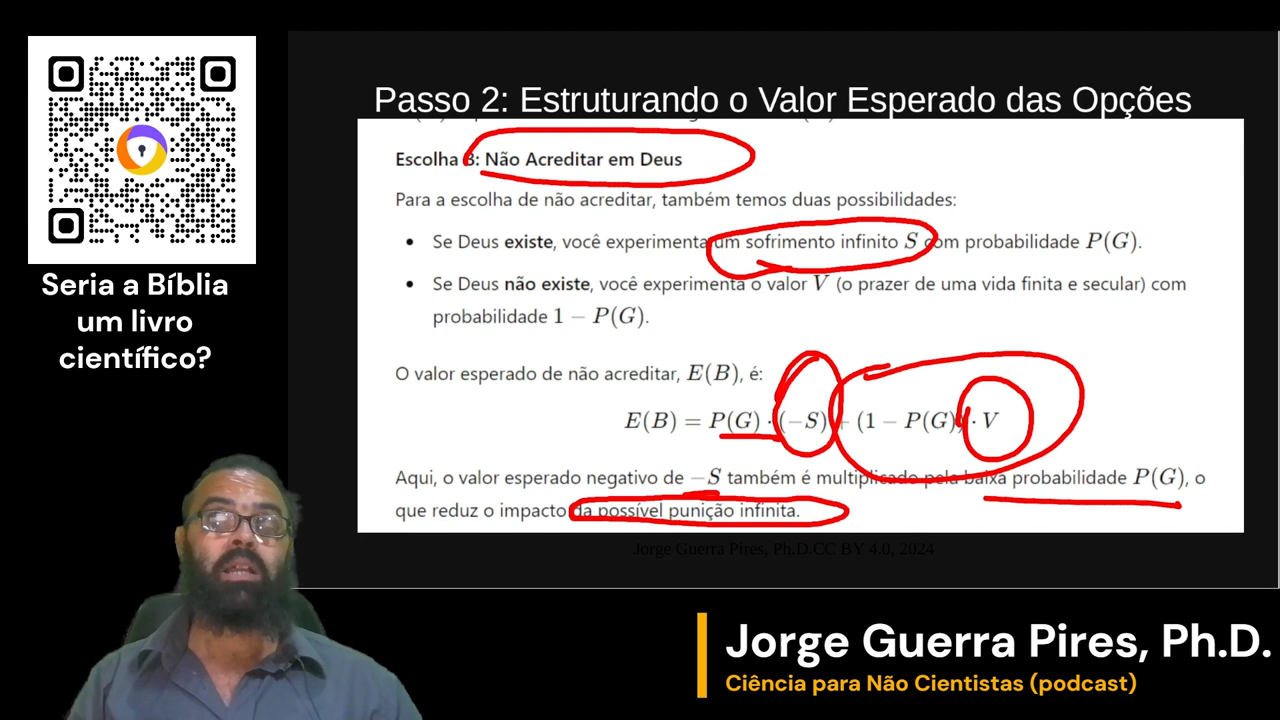 Passo 2: Estruturando o Valor Esperado das Opções
Escolha B: Não Acreditar em Deus
Para a escolha de não acreditar, também temos duas possibilidades:
• Se Deus existe, você experimenta um sofrimento infinito S com probabilidade P(G).
• Se Deus não existe, você experimenta o valor V (o prazer de uma vida finita e secular) com
probabilidade 1 − P(G).
O valor esperado de não acreditar, E(B), é:
E(B) = P(G) · (−S) + (1 − P(G)) · V
Aqui, o valor esperado negativo de −S também é multiplicado pela baixa probabilidade P(G), o
que reduz o impacto da possível punição infinita.
Jorge Guerra Pires, Ph.D.CC BY 4.0, 2024
Seria a Bíblia
um livro
científico?
Jorge Guerra Pires, Ph.D.
Ciência para Não Cientistas (podcast)